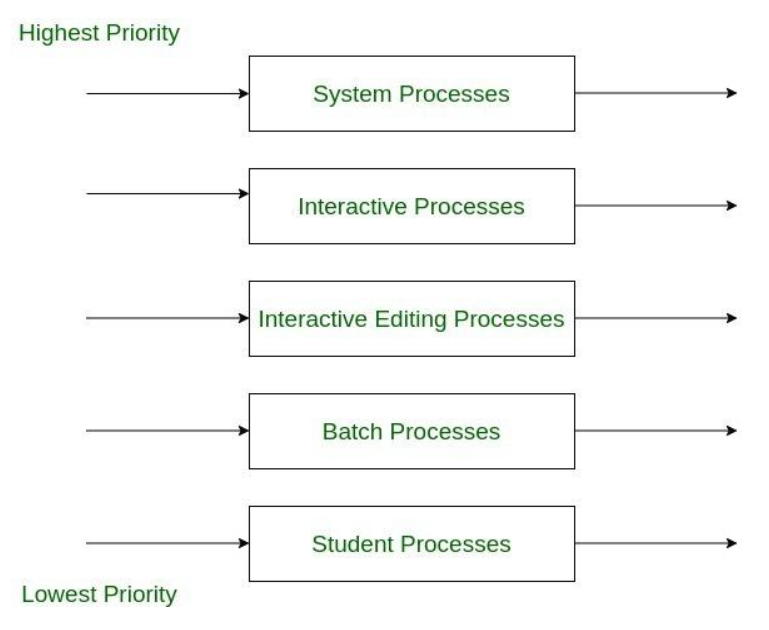 Highest Priority
System Processes
Interactive Processes
Interactive Editing Processes
Batch Processes
Student Processes
Lowest Priority